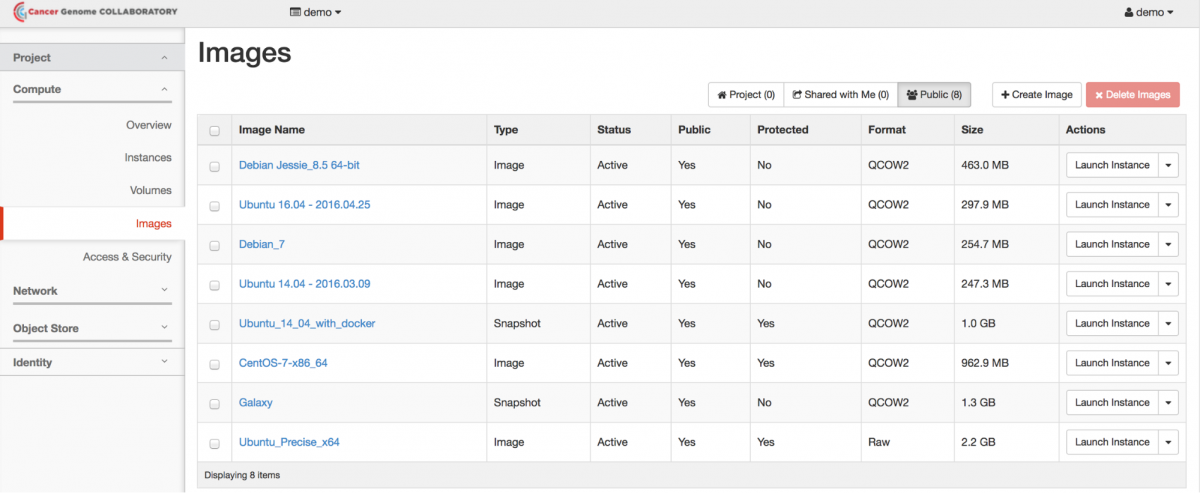 Cancer Genome COLLABORATORY demo demo
Project
Compute
Overview
Instances
Volumes
Images
Access & Security
Network
Object Store
Identity
Images
Project (0) Shared with Me (0) Public (8) Create Image Delete Images
Image Name Type Status Public Protected Format Size Actions
Debian Jessie_8.5 64-bit Image Active Yes No QCOW2 463.0 MB Launch Instance
Ubuntu 16.04 - 2016.04.25 Image Active Yes No QCOW2 297.9 MB Launch Instance
Debian_7 Image Active Yes No QCOW2 254.7 MB Launch Instance
Ubuntu 14.04 - 2016.03.09 Image Active Yes No QCOW2 247.3 MB Launch Instance
Ubuntu_14_04_with_docker Snapshot Active Yes Yes QCOW2 1.0 GB Launch Instance
CentOS-7-x86_64 Image Active Yes Yes QCOW2 962.9 MB Launch Instance
Galaxy Snapshot Active Yes No QCOW2 1.3 GB Launch Instance
Ubuntu_Precise_x64 Image Active Yes Yes Raw 2.2 GB Launch Instance
Displaying 8 items